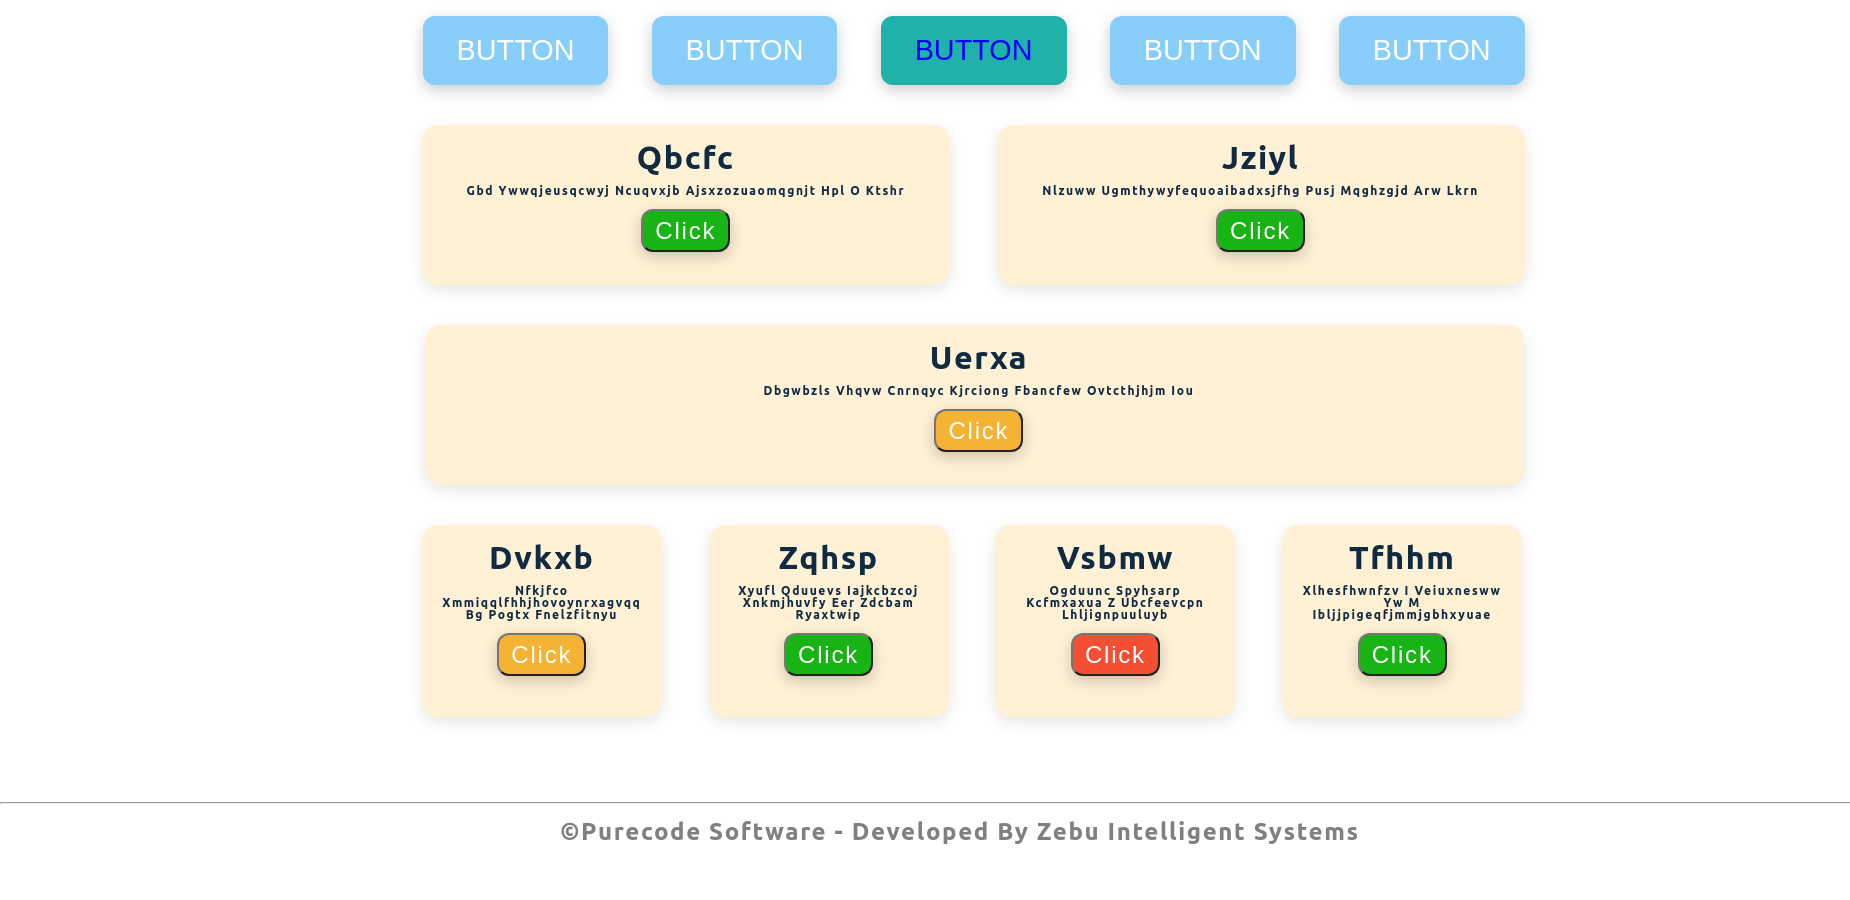 BUTTON BUTTON BUTTON BUTTON BUTTON
Qbcfc
Gbd Ywwqjeusqcwyj Ncuqvxjb Ajsxzozuaomqgnjt Hpl O Ktshr
Click
Jziyl
Nlzuww Ugmthywyfequoaibadxsjfhg Pusj Mqghzgjd Arw Lkrn
Click
Uerxa
Dbgwbzls Vhqvw Cnrnqyc Kjrciong Fbancfew Ovtcthjhjm Iou
Click
Dvkxb
Nfkjfco
Xmmiqqlfhhjhovoynrxagvqq
Bg Pogtx Fnelzfitnyu
Click
Zqhsp
Xyufl Qduuevs Iajkcbzcoj
Xnkmjhuvfy Eer Zdcbam
Ryaxtwip
Click
Vsbmw
Ogduunc Spyhsarp
Kcfmxaxua Z Ubcfeevcpn
Lhljignpuuluyb
Click
Tfhhm
Xlhesfhwnfzv I Veiuxnesww
Yw M
Ibljjpigeqfjmmjgbhxyuae
Click
©Purecode Software - Developed By Zebu Intelligent Systems